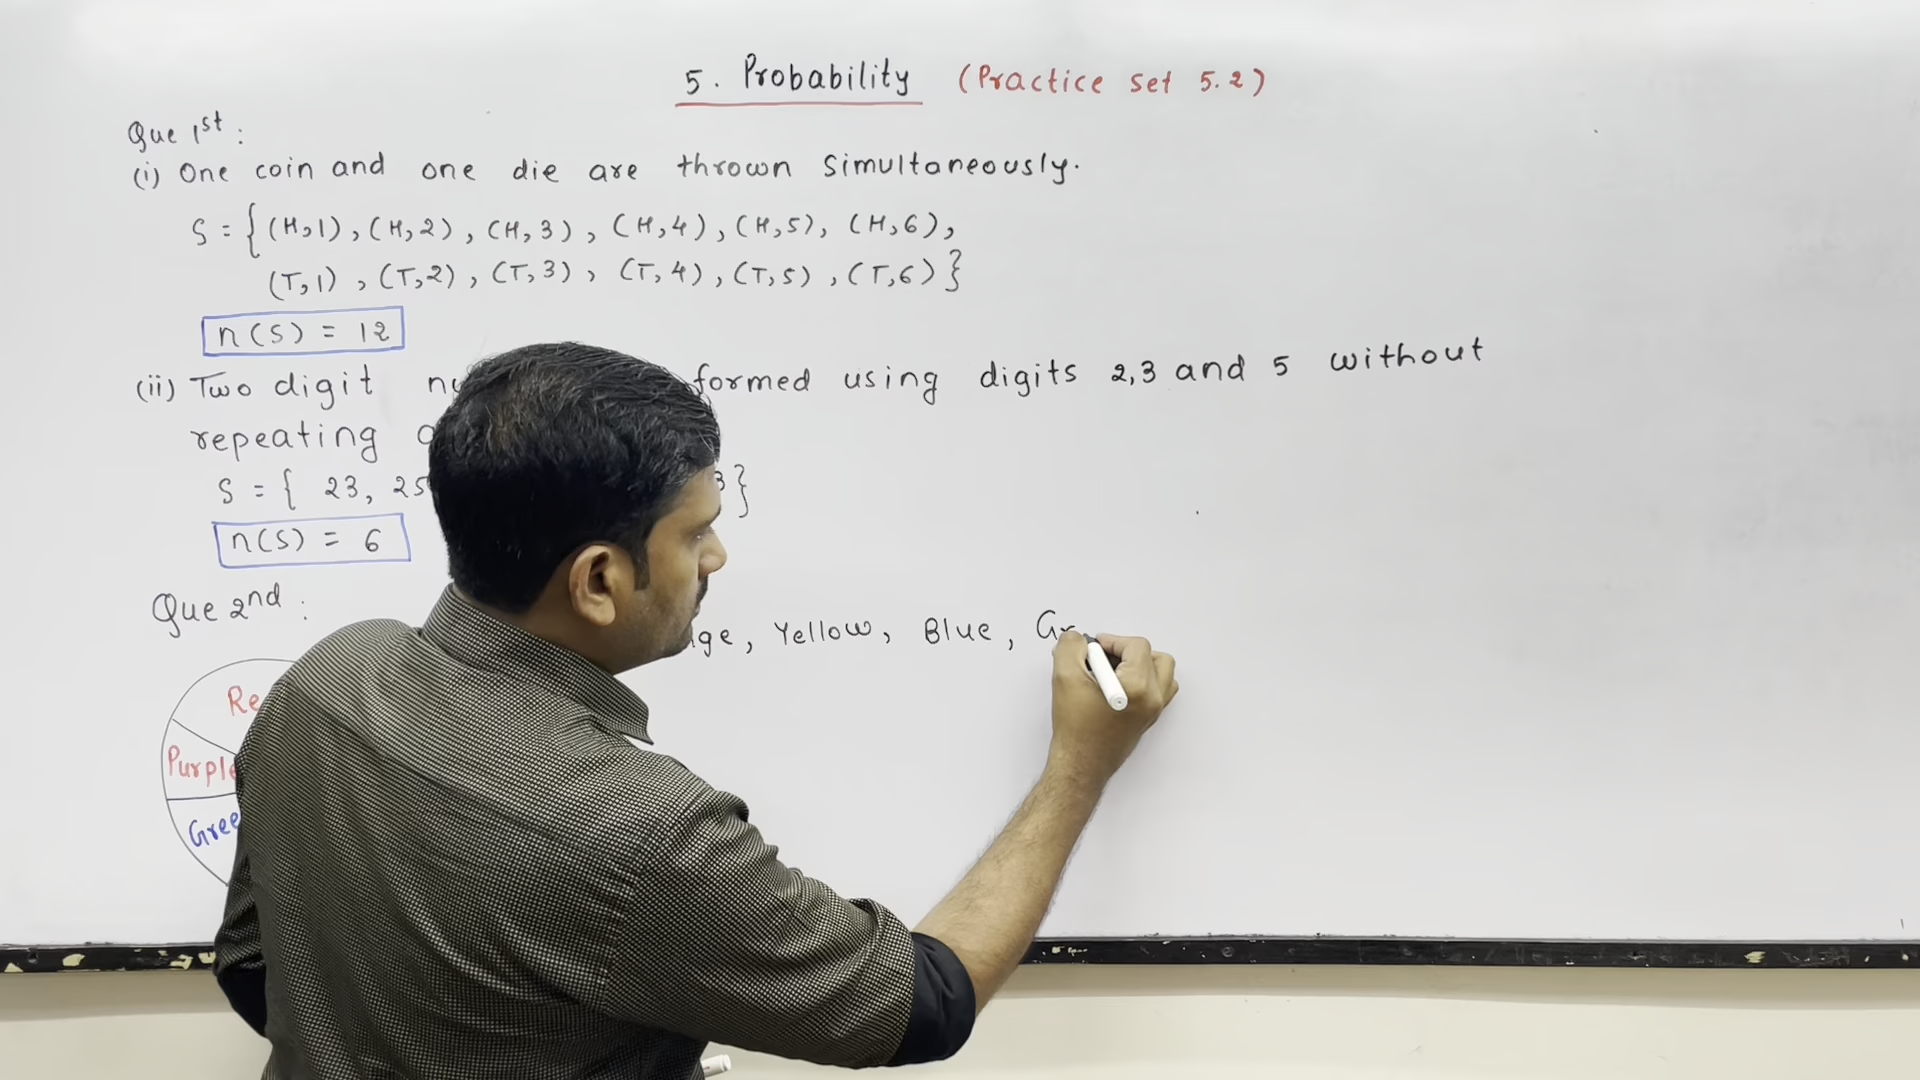 5. Probability (Practice set 5.2)
Que 1st :
(i) One coin and one die are thrown simultaneously.
S = { (H,1), (H,2), (H,3), (H,4), (H,5), (H,6),
(T,1), (T,2), (T,3), (T,4), (T,5), (T,6) }
n(S) = 12
(ii) Two digit formed using digits 2,3 and 5 without
repeating
S = { 23, 25 3}
n(S) = 6
Que 2nd :
Yellow, Blue, Gr
Re
Purple
Gree